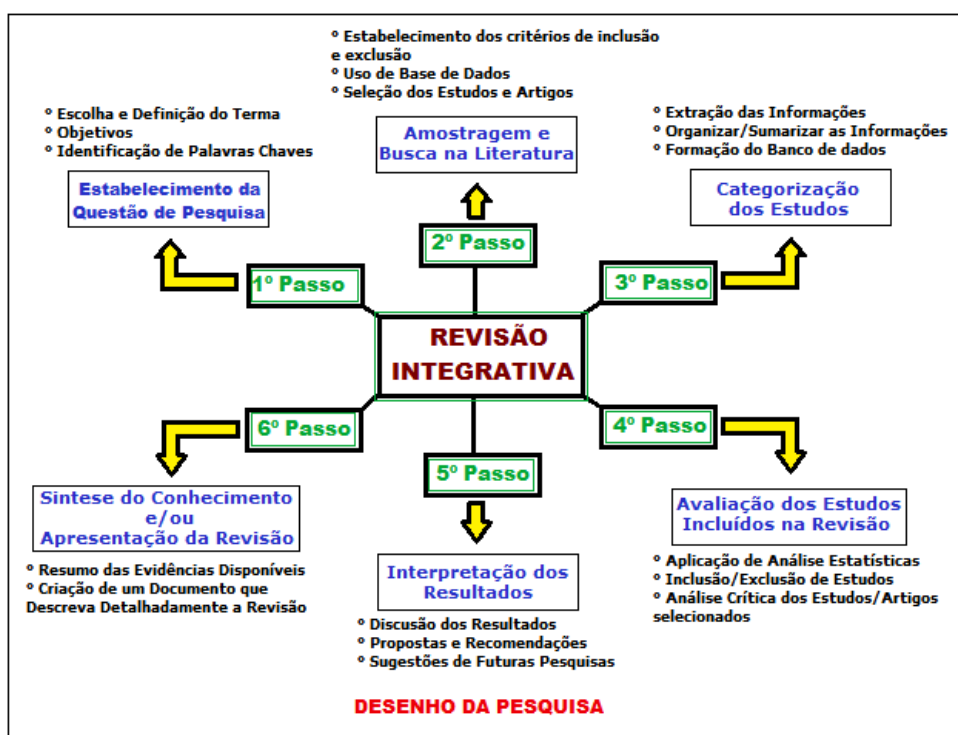 ° Estabelecimento dos critérios de inclusão
e exclusão
° Uso de Base de Dados
° Seleção dos Estudos e Artigos
Amostragem e
Busca na Literatura
2º Passo
° Escolha e Definição do Terma
° Objetivos
° Identificação de Palavras Chaves
Estabelecimento da
Questão de Pesquisa
1º Passo
° Extração das Informações
° Organizar/Sumarizar as Informações
° Formação do Banco de dados
Categorização
dos Estudos
3º Passo
REVISÃO
INTEGRATIVA
6º Passo
Sintese do Conhecimento
e/ou
Apresentação da Revisão
° Resumo das Evidências Disponíveis
° Criação de um Documento que
Descreva Detalhadamente a Revisão
5º Passo
Interpretação dos
Resultados
° Discusão dos Resultados
° Propostas e Recomendações
° Sugestões de Futuras Pesquisas
4º Passo
Avaliação dos Estudos
Incluídos na Revisão
° Aplicação de Análise Estatísticas
° Inclusão/Exclusão de Estudos
° Análise Crítica dos Estudos/Artigos
selecionados
DESENHO DA PESQUISA